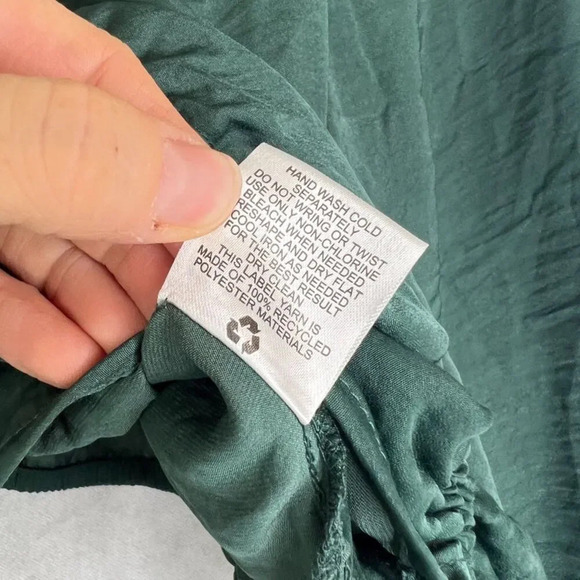 HAND WASH COLD
SEPARATELY
DO NOT WRING OR TWIST
USE ONLY NON-CHLORINE
BLEACH WHEN NEEDED
RESHAPE AND DRY FLAT
COOL IRON AS NEEDED
FOR THE BEST RESULT
DRY CLEAN
THIS LABEL YARN IS
MADE OF 100% RECYCLED
POLYESTER MATERIALS